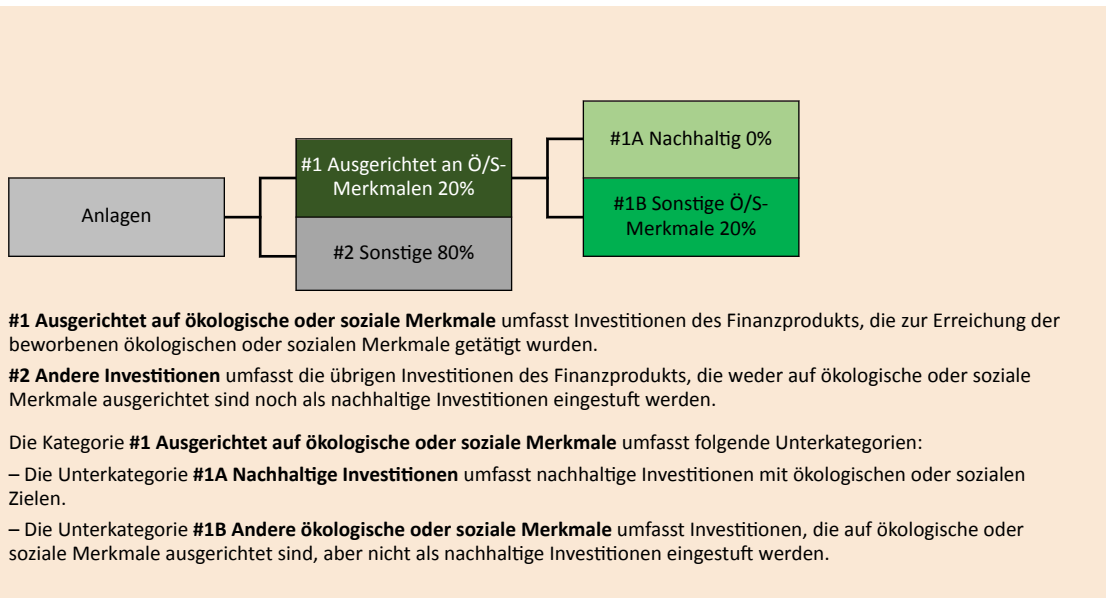 Anlagen
#1 Ausgerichtet an Ö/S-
Merkmalen 20%
#2 Sonstige 80%
#1A Nachhaltig 0%
#1B Sonstige Ö/S-
Merkmale 20%
#1 Ausgerichtet auf ökologische oder soziale Merkmale umfasst Investitionen des Finanzprodukts, die zur Erreichung der
beworbenen ökologischen oder sozialen Merkmale getätigt wurden.
#2 Andere Investitionen umfasst die übrigen Investitionen des Finanzprodukts, die weder auf ökologische oder soziale
Merkmale ausgerichtet sind noch als nachhaltige Investitionen eingestuft werden.
Die Kategorie #1 Ausgerichtet auf ökologische oder soziale Merkmale umfasst folgende Unterkategorien:
– Die Unterkategorie #1A Nachhaltige Investitionen umfasst nachhaltige Investitionen mit ökologischen oder sozialen
Zielen.
– Die Unterkategorie #1B Andere ökologische oder soziale Merkmale umfasst Investitionen, die auf ökologische oder
soziale Merkmale ausgerichtet sind, aber nicht als nachhaltige Investitionen eingestuft werden.